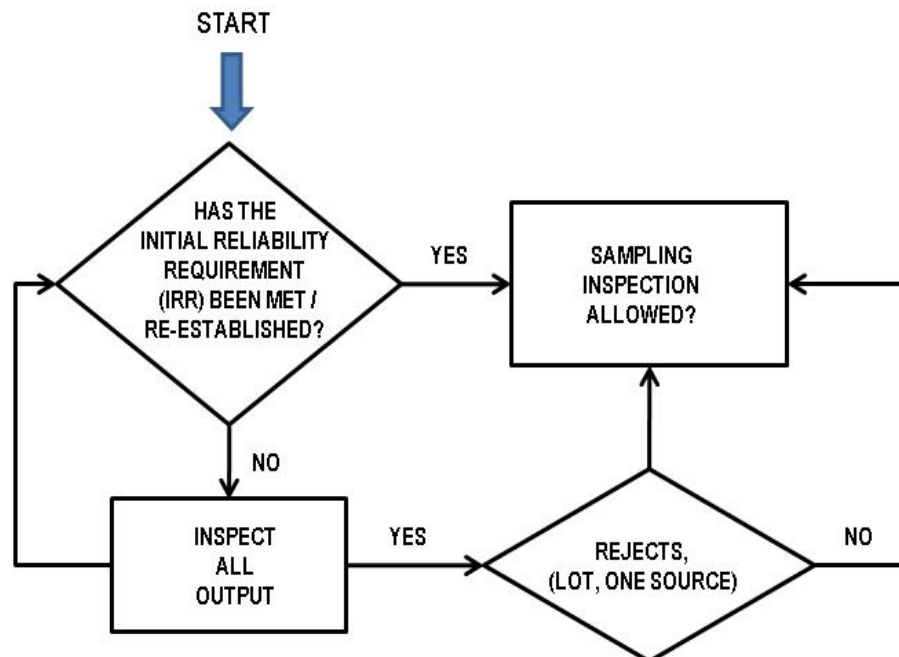 START
HAS THE
INITIAL RELIABILITY
REQUIREMENT
(IRR) BEEN MET /
RE-ESTABLISHED?
YES
SAMPLING
INSPECTION
ALLOWED?
NO
INSPECT
ALL
OUTPUT
YES
REJECTS,
(LOT, ONE SOURCE)
NO